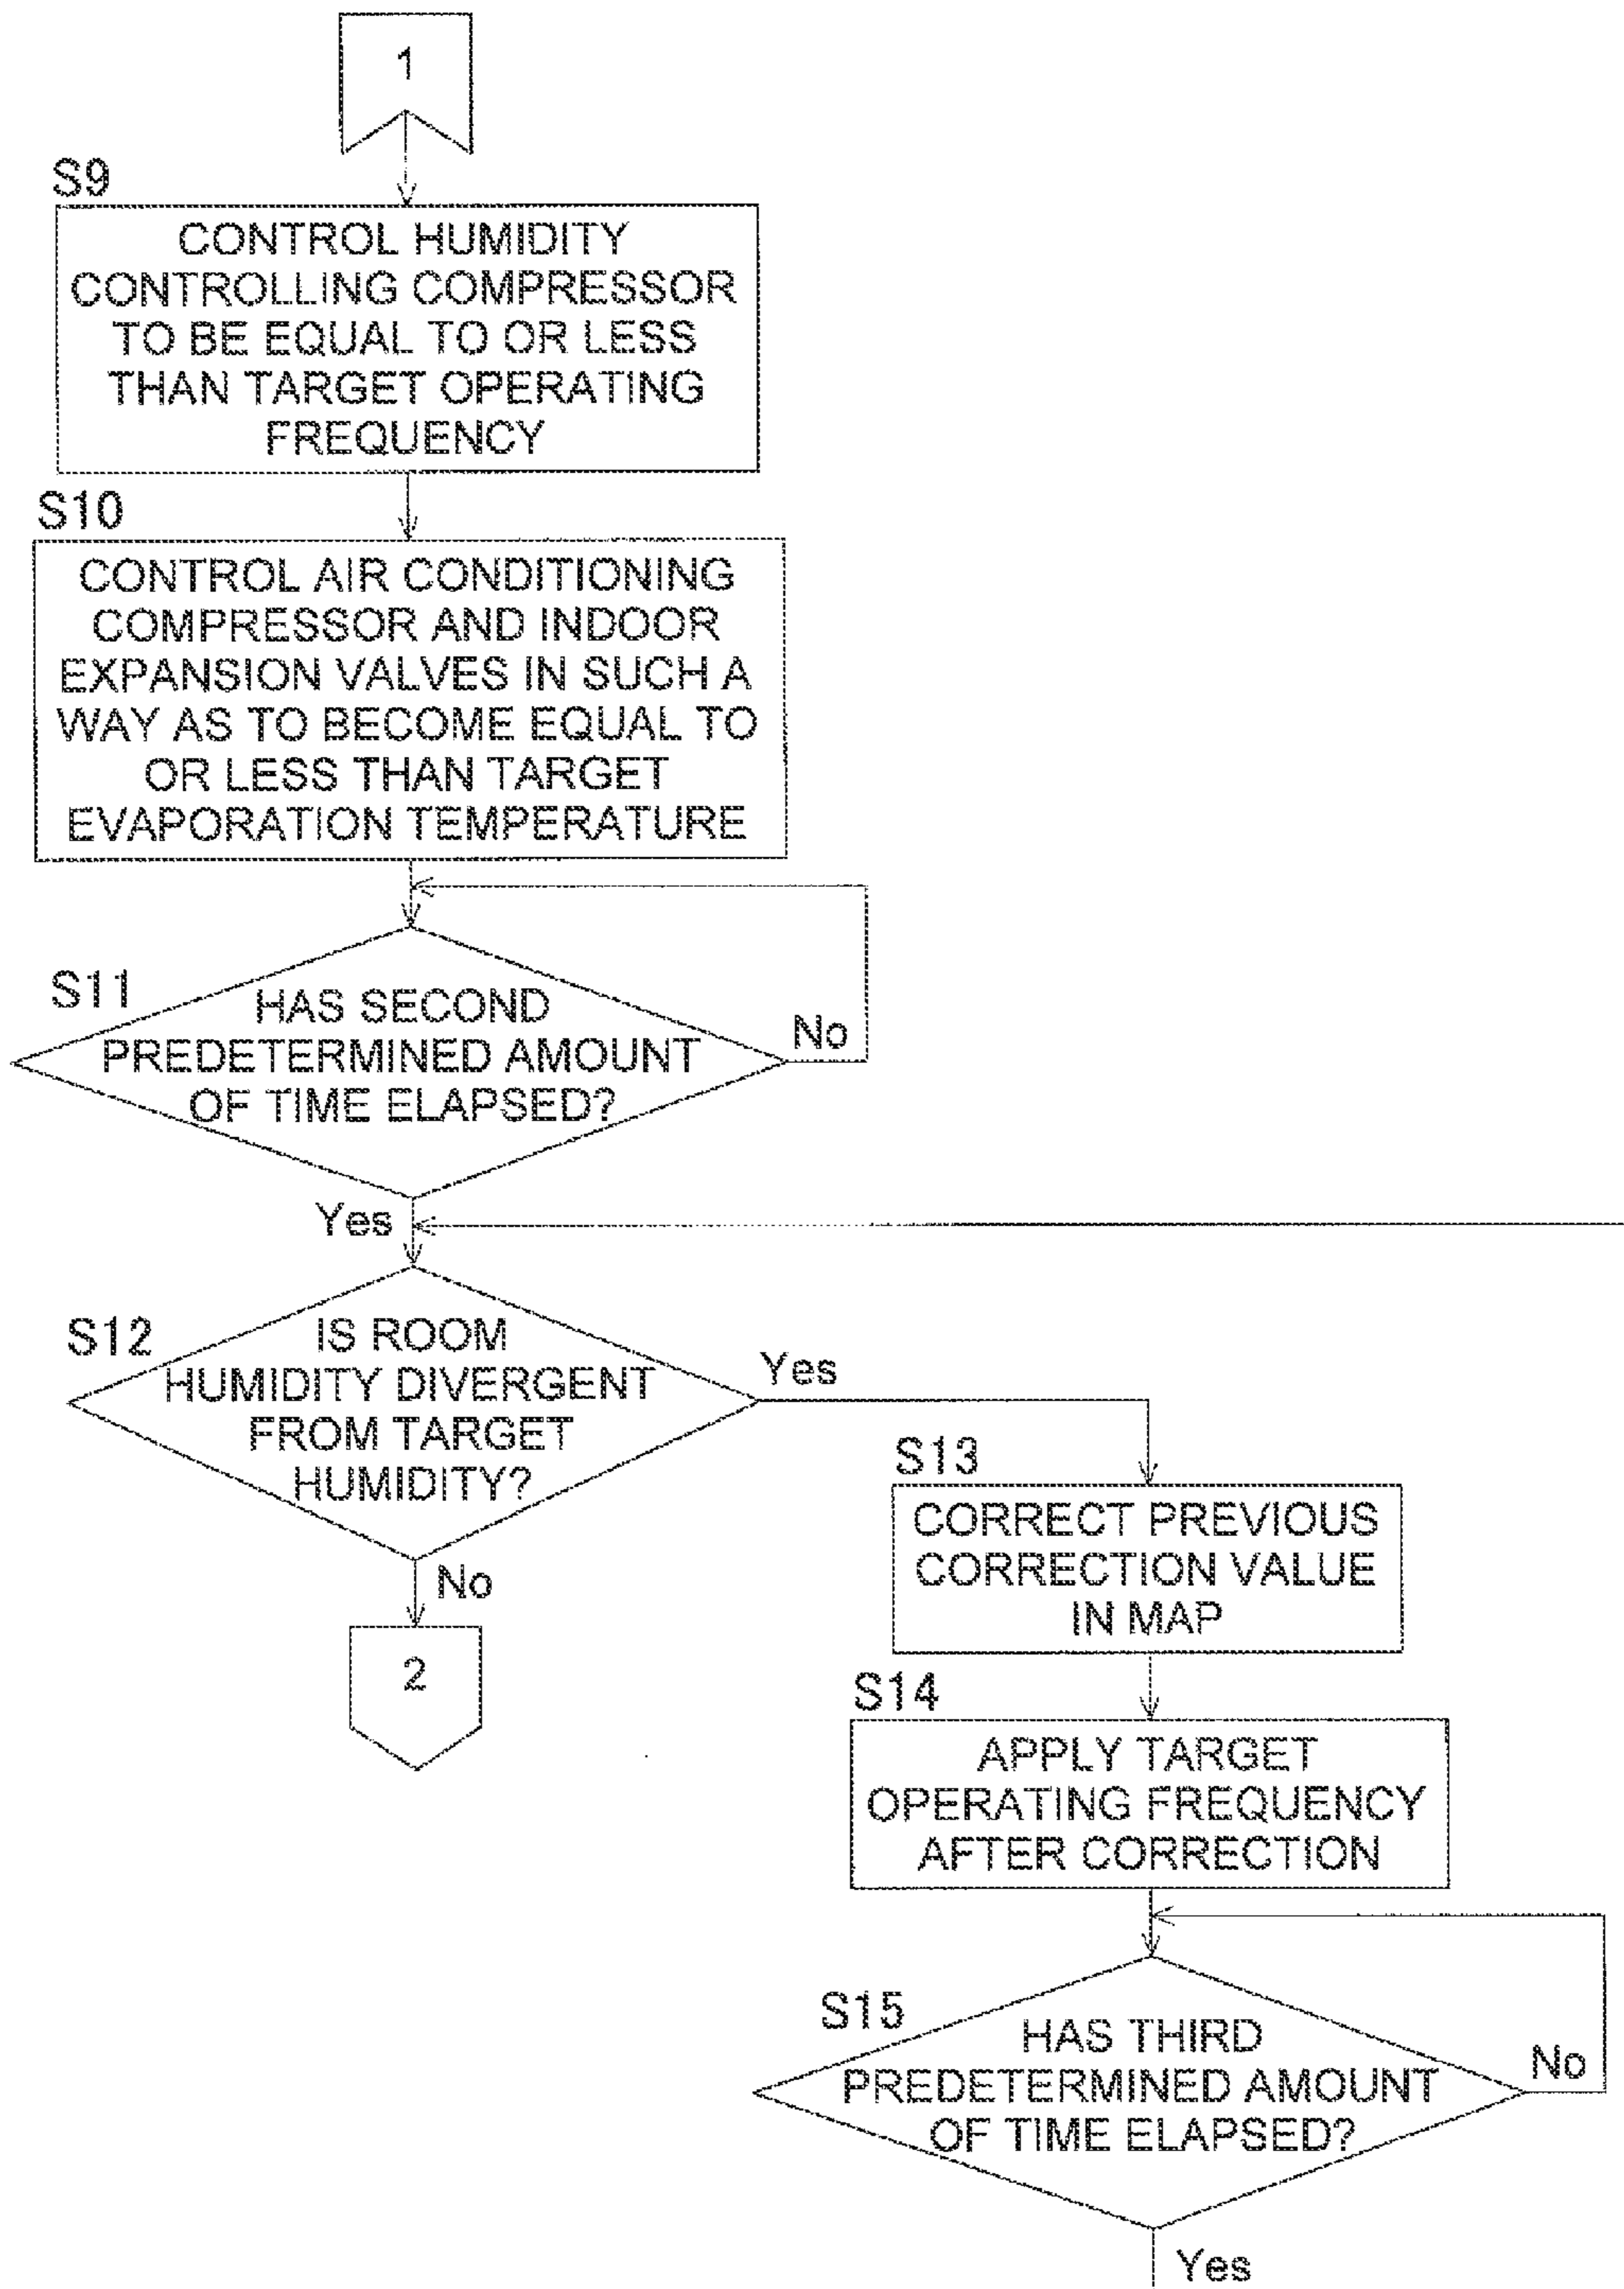 1
S9
CONTROL HUMIDITY
CONTROLLING COMPRESSOR
TO BE EQUAL TO OR LESS
THAN TARGET OPERATING
FREQUENCY
S10
CONTROL AIR CONDITIONING
COMPRESSOR AND INDOOR
EXPANSION VALVES IN SUCH A
WAY AS TO BECOME EQUAL TO
OR LESS THAN TARGET
EVAPORATION TEMPERATURE
S11
HAS SECOND
PREDETERMINED AMOUNT
OF TIME ELAPSED?
No
Yes
S12
IS ROOM
HUMIDITY DIVERGENT
FROM TARGET
HUMIDITY?
Yes
No
2
S13
CORRECT PREVIOUS
CORRECTION VALUE
IN MAP
S14
APPLY TARGET
OPERATING FREQUENCY
AFTER CORRECTION
S15
HAS THIRD
PREDETERMINED AMOUNT
OF TIME ELAPSED?
No
Yes